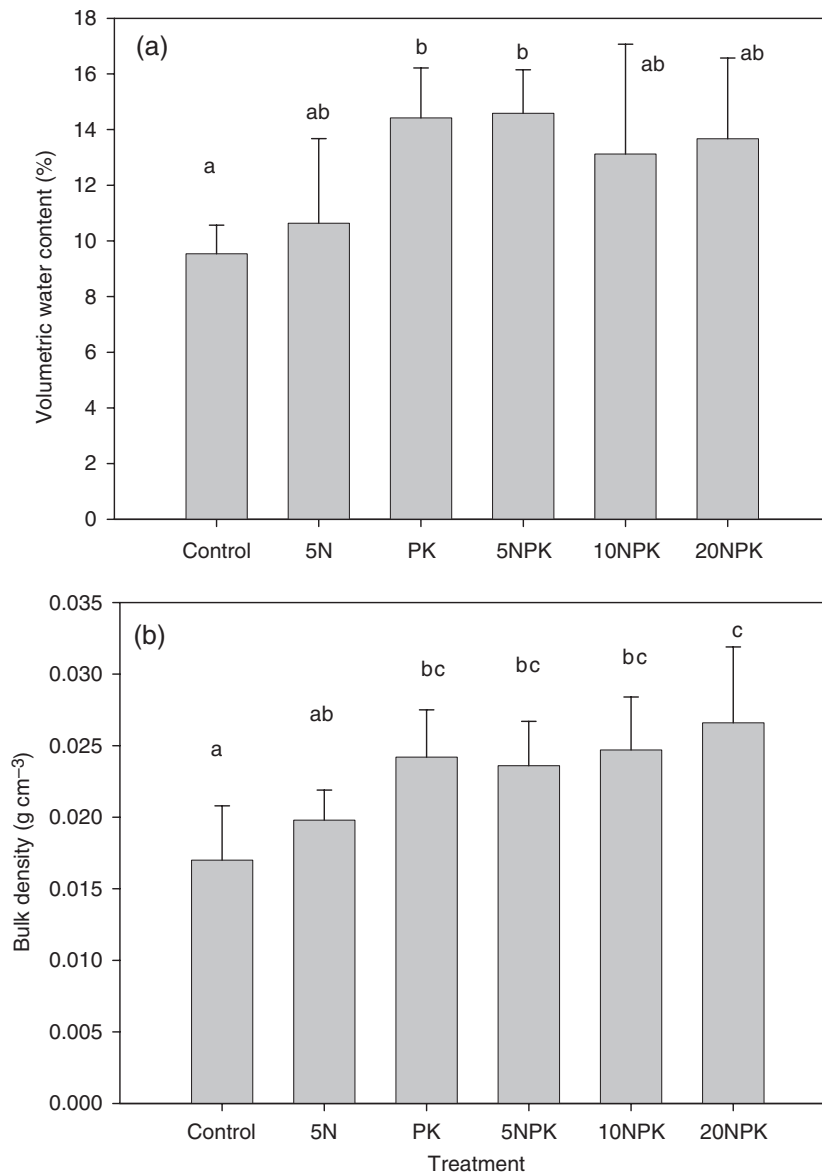 (a)
Volumetric water content (%)
18
16
14
12
10
8
6
4
2
0
a
ab
b
b
ab
ab
Control 5N PK 5NPK 10NPK 20NPK
(b)
Bulk density (g cm⁻³)
0.035
0.030
0.025
0.020
0.015
0.010
0.005
0.000
a
ab
bc
bc
bc
c
Control 5N PK 5NPK 10NPK 20NPK
Treatment